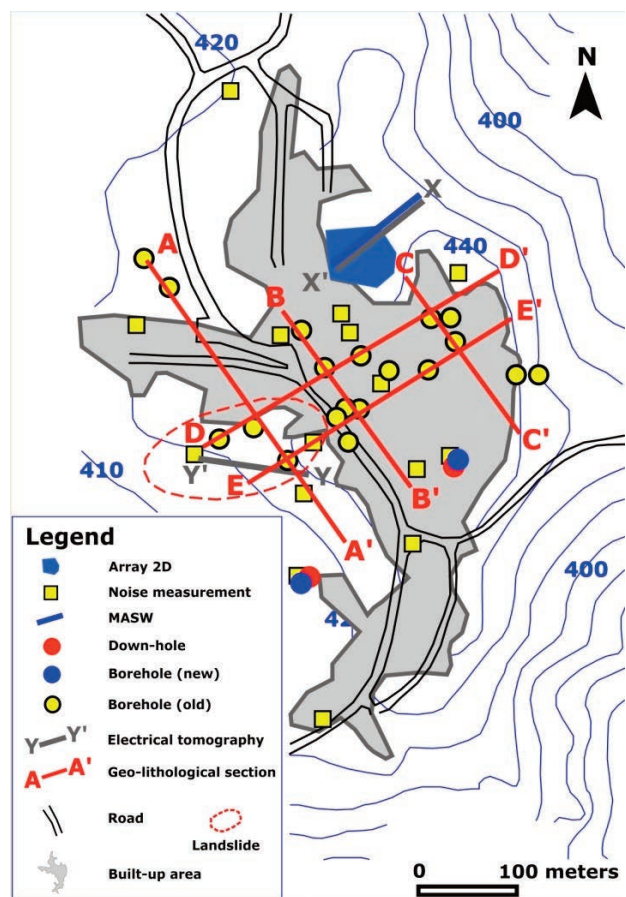 420
N
400
X
A
X'
C
440
D'
B
E'
D
Y'
E
Y
C'
410
B'
A'
400
42
Legend
Array 2D
Noise measurement
MASW
Down-hole
Borehole (new)
Borehole (old)
Y Y' Electrical tomography
A A' Geo-lithological section
Road
Landslide
Built-up area
0 100 meters